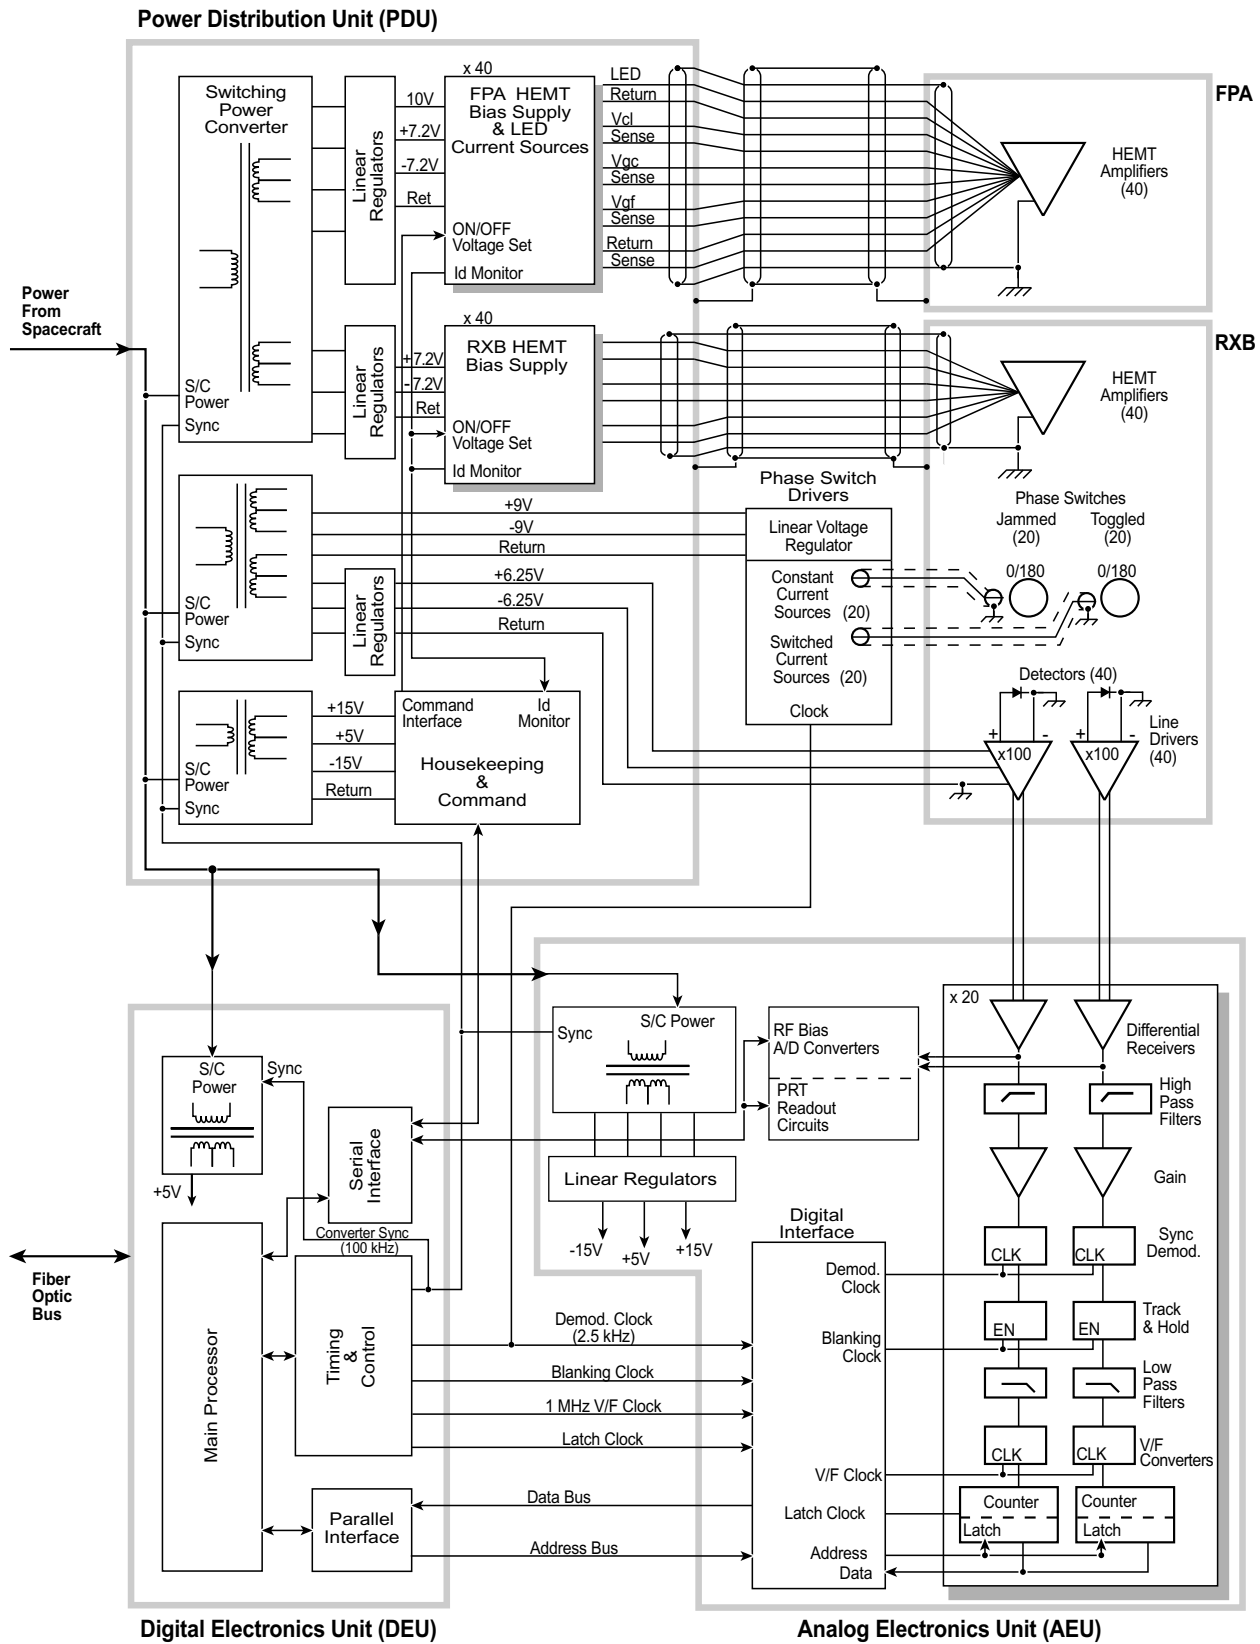 Power Distribution Unit (PDU)
x 40
Switching
Power
Converter
Linear
Regulators
10V
+7.2V
-7.2V
Ret
FPA HEMT
Bias Supply
& LED
Current Sources
ON/OFF
Voltage Set
Id Monitor
LED
Return
Vcl
Sense
Vgc
Sense
Vgf
Sense
Return
Sense
HEMT
Amplifiers
(40)
FPA
Power
From
Spacecraft
S/C
Power
Sync
Linear
Regulators
+7.2V
-7.2V
Ret
x 40
RXB HEMT
Bias Supply
ON/OFF
Voltage Set
Id Monitor
HEMT
Amplifiers
(40)
RXB
S/C
Power
Sync
Linear
Regulators
+9V
-9V
Return
+6.25V
-6.25V
Return
Phase Switch
Drivers
Linear Voltage
Regulator
Constant
Current
Sources (20)
Switched
Current
Sources (20)
Clock
Phase Switches
Jammed
(20)
Toggled
(20)
0/180
0/180
Detectors (40)
+
-
x100
+
-
x100
Line
Drivers
(40)
S/C
Power
Sync
+15V
+5V
-15V
Return
Command
Interface
Id
Monitor
Housekeeping
&
Command
S/C
Power
Sync
+5V
Serial
Interface
Converter Sync
(100 kHz)
Fiber
Optic
Bus
Main Processor
Timing
&
Control
Parallel
Interface
Sync
S/C Power
Linear Regulators
-15V
+5V
+15V
RF Bias
A/D Converters
PRT
Readout
Circuits
Demod. Clock
(2.5 kHz)
Blanking Clock
1 MHz V/F Clock
Latch Clock
Data Bus
Address Bus
Digital
Interface
Demod.
Clock
Blanking
Clock
V/F Clock
Latch Clock
Address
Data
x 20
Differential
Receivers
High
Pass
Filters
Gain
CLK
CLK
Sync
Demod.
EN
EN
Track
& Hold
Low
Pass
Filters
CLK
CLK
V/F
Converters
Counter
Latch
Counter
Latch
Digital Electronics Unit (DEU)
Analog Electronics Unit (AEU)